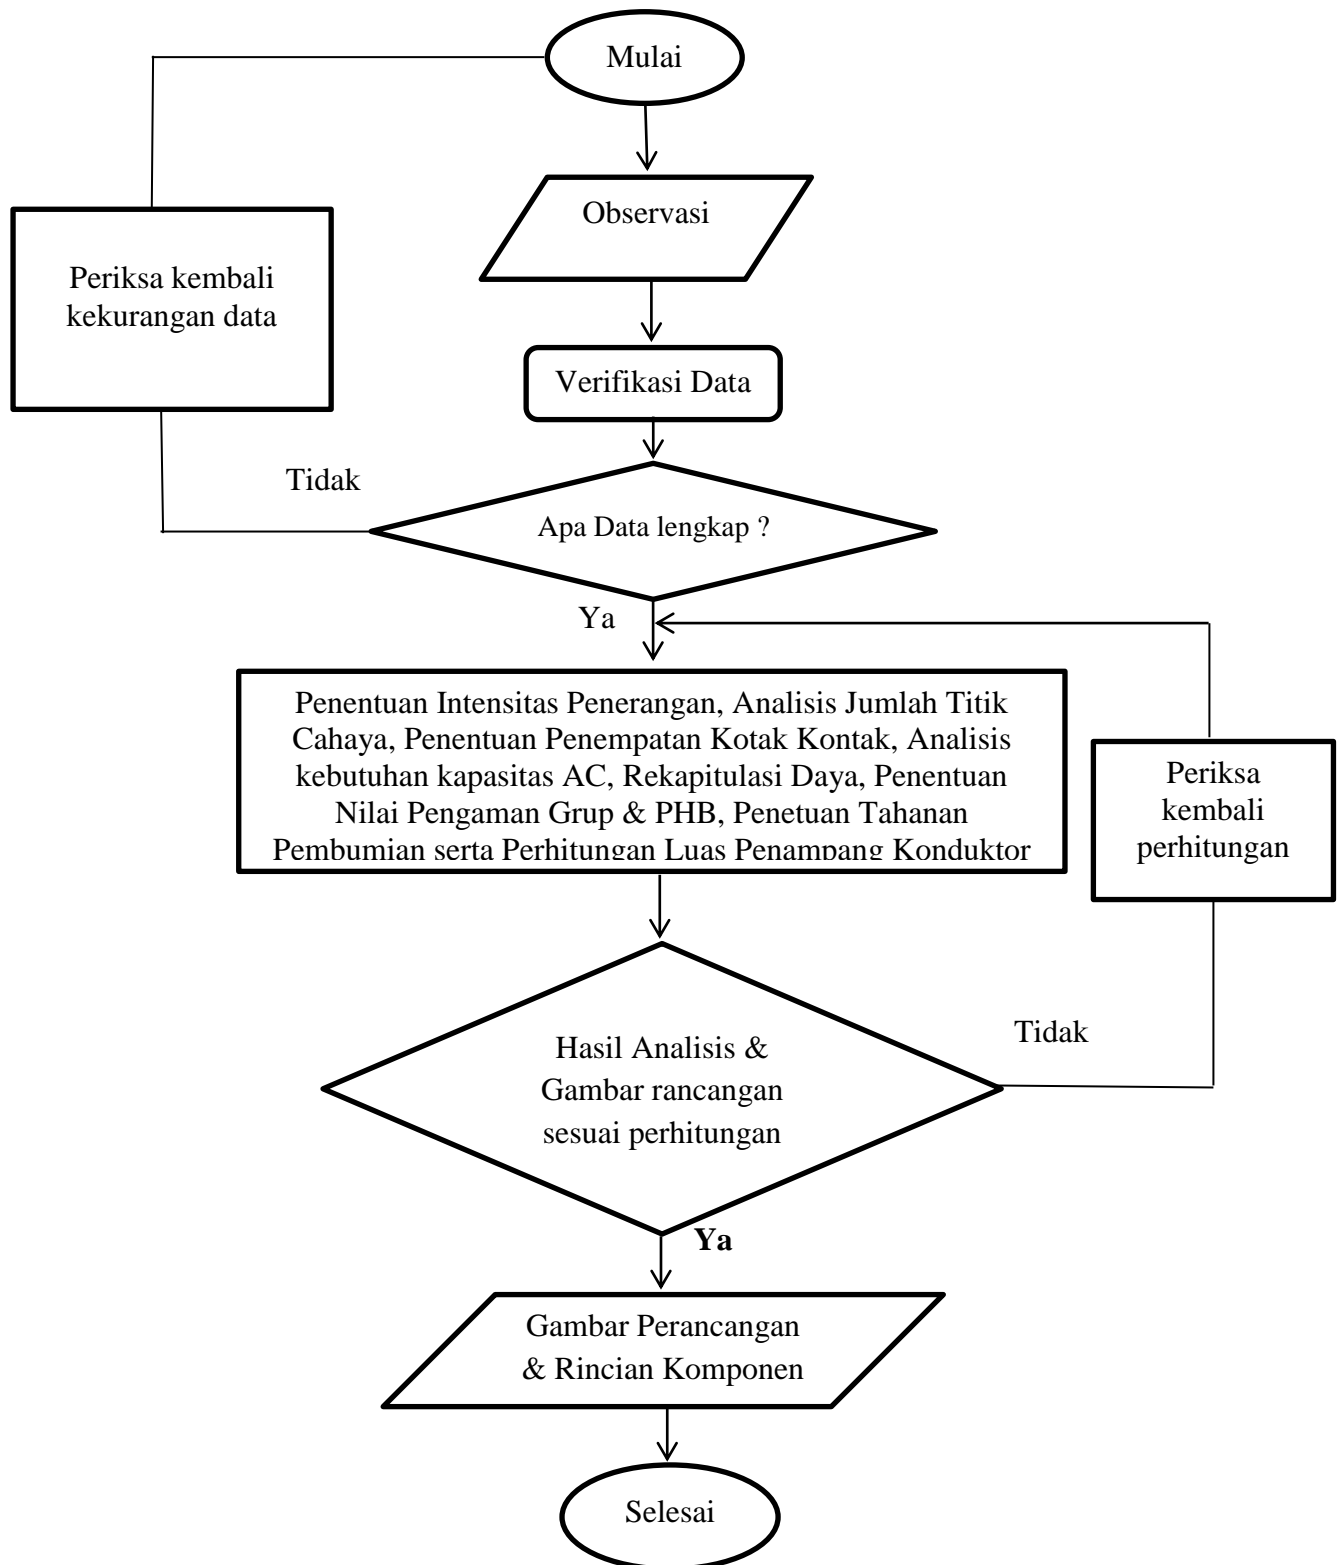 Mulai
Observasi
Periksa kembali
kekurangan data
Verifikasi Data
Tidak
Apa Data lengkap ?
Ya
Penentuan Intensitas Penerangan, Analisis Jumlah Titik
Cahaya, Penentuan Penempatan Kotak Kontak, Analisis
kebutuhan kapasitas AC, Rekapitulasi Daya, Penentuan
Nilai Pengaman Grup & PHB, Penetuan Tahanan
Pembumian serta Perhitungan Luas Penampang Konduktor
Periksa
kembali
perhitungan
Hasil Analisis &
Gambar rancangan
sesuai perhitungan
Tidak
Ya
Gambar Perancangan
& Rincian Komponen
Selesai